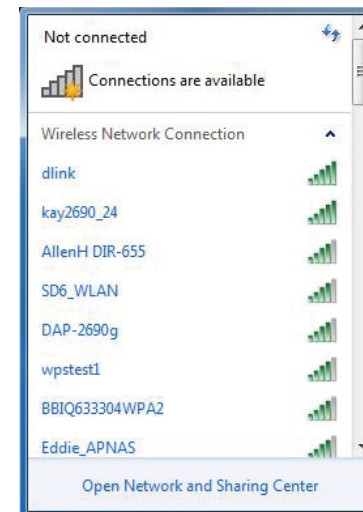 Not connected
Connections are available
Wireless Network Connection
dlink
kay2690_24
AllenH DIR-655
SD6_WLAN
DAP-2690g
wpstest1
BBIQ633304WPA2
Eddie_APNAS
Open Network and Sharing Center